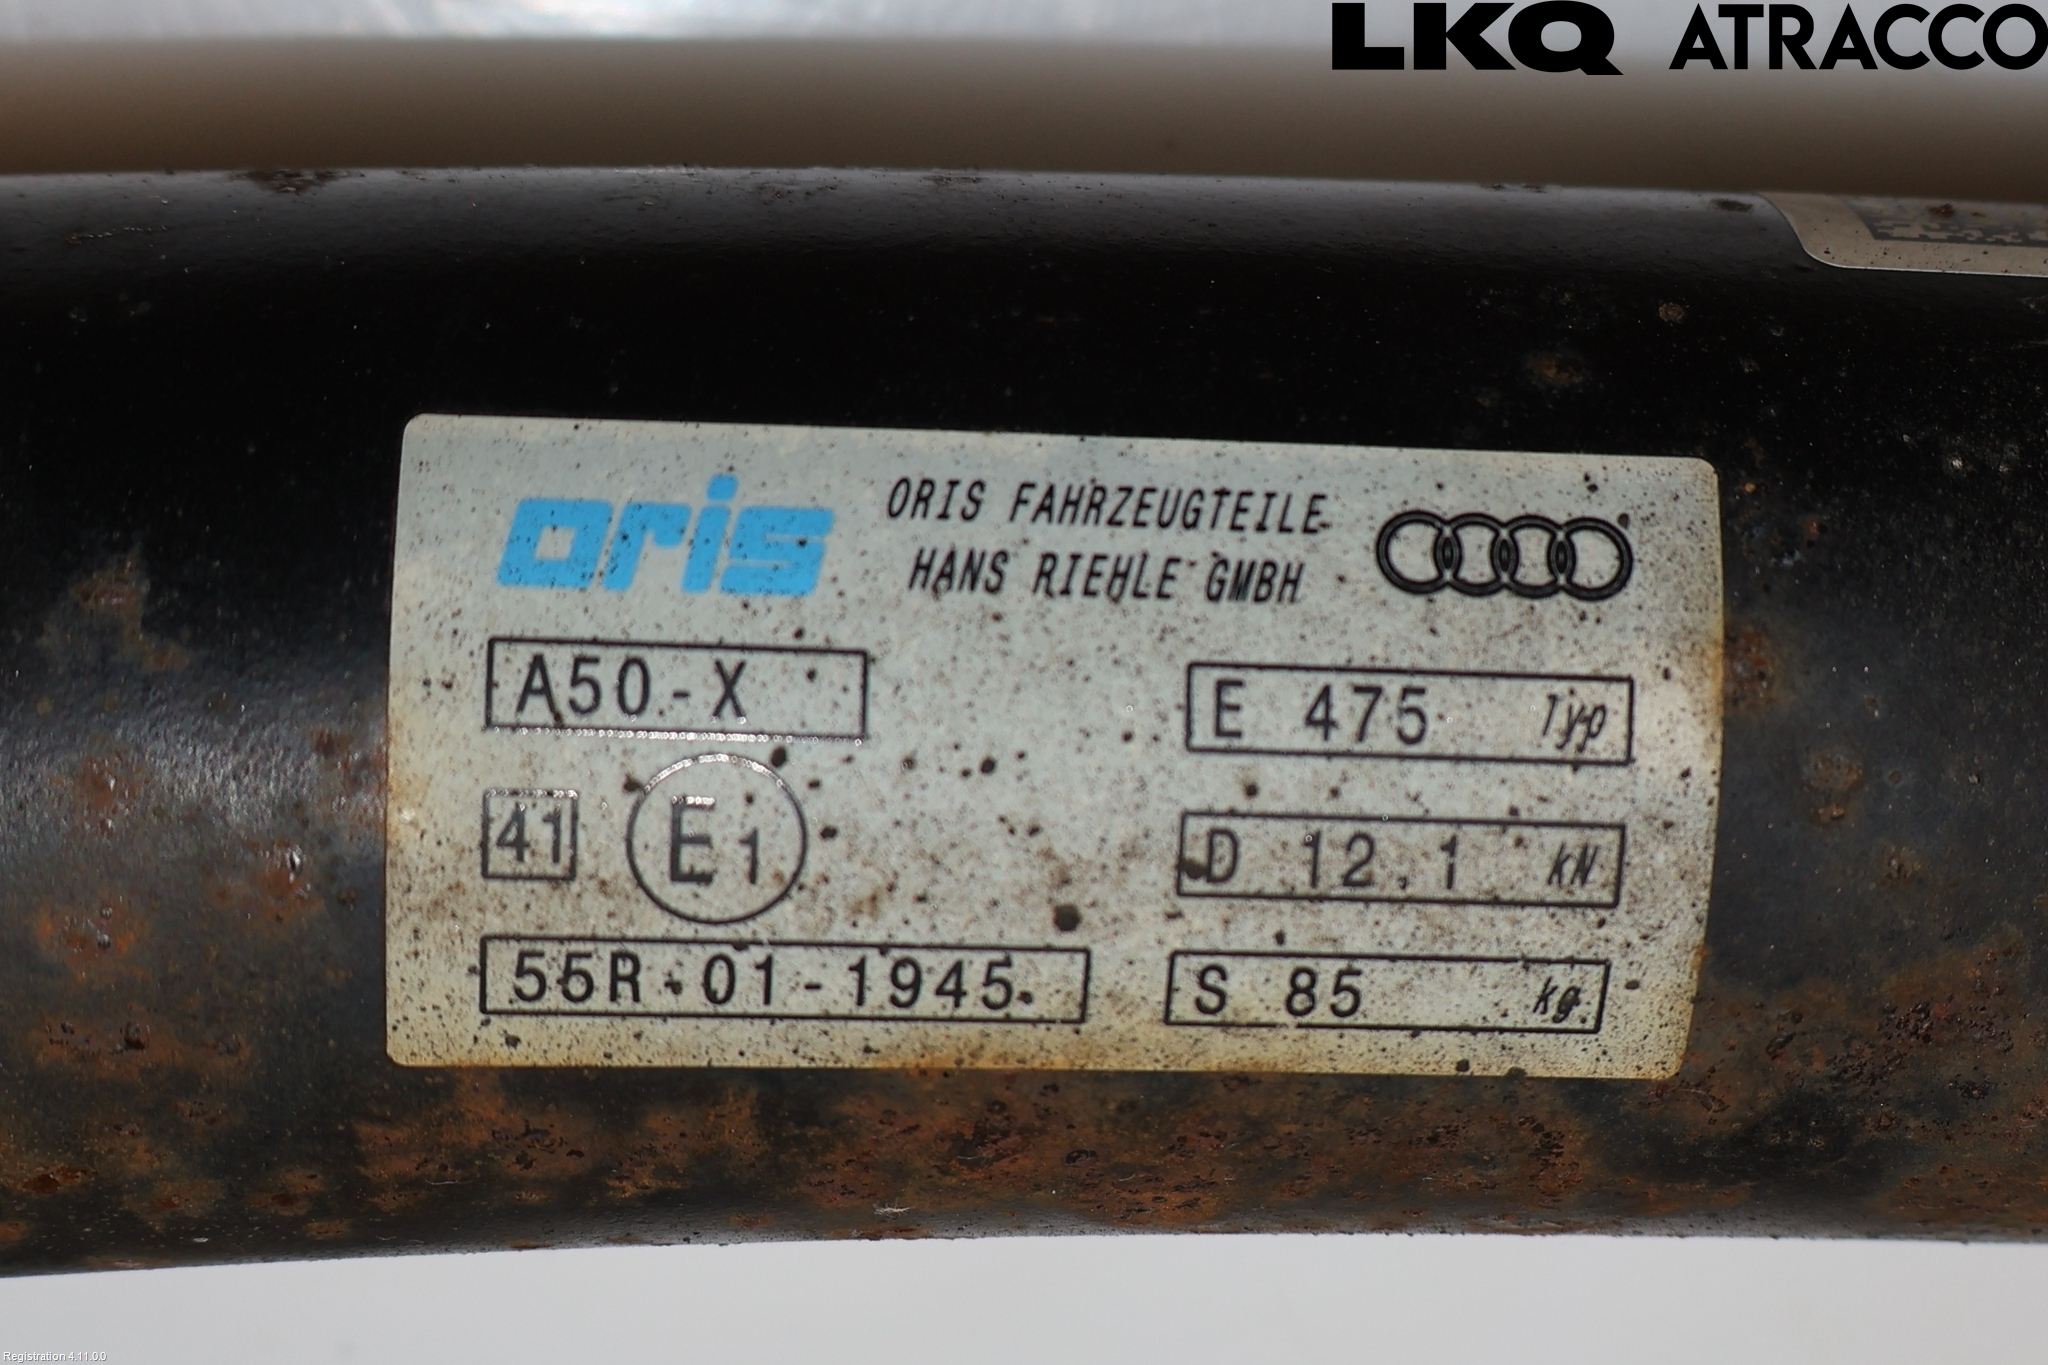 LKQ ATRACCO
oris
ORIS FAHRZEUGTEILE
HANS RIEHLE GMBH
A50-X
E 475 Typ
41 E1
D 12.1 kN
55R-01-1945
S 85 kg
Registration 4.11.0.0